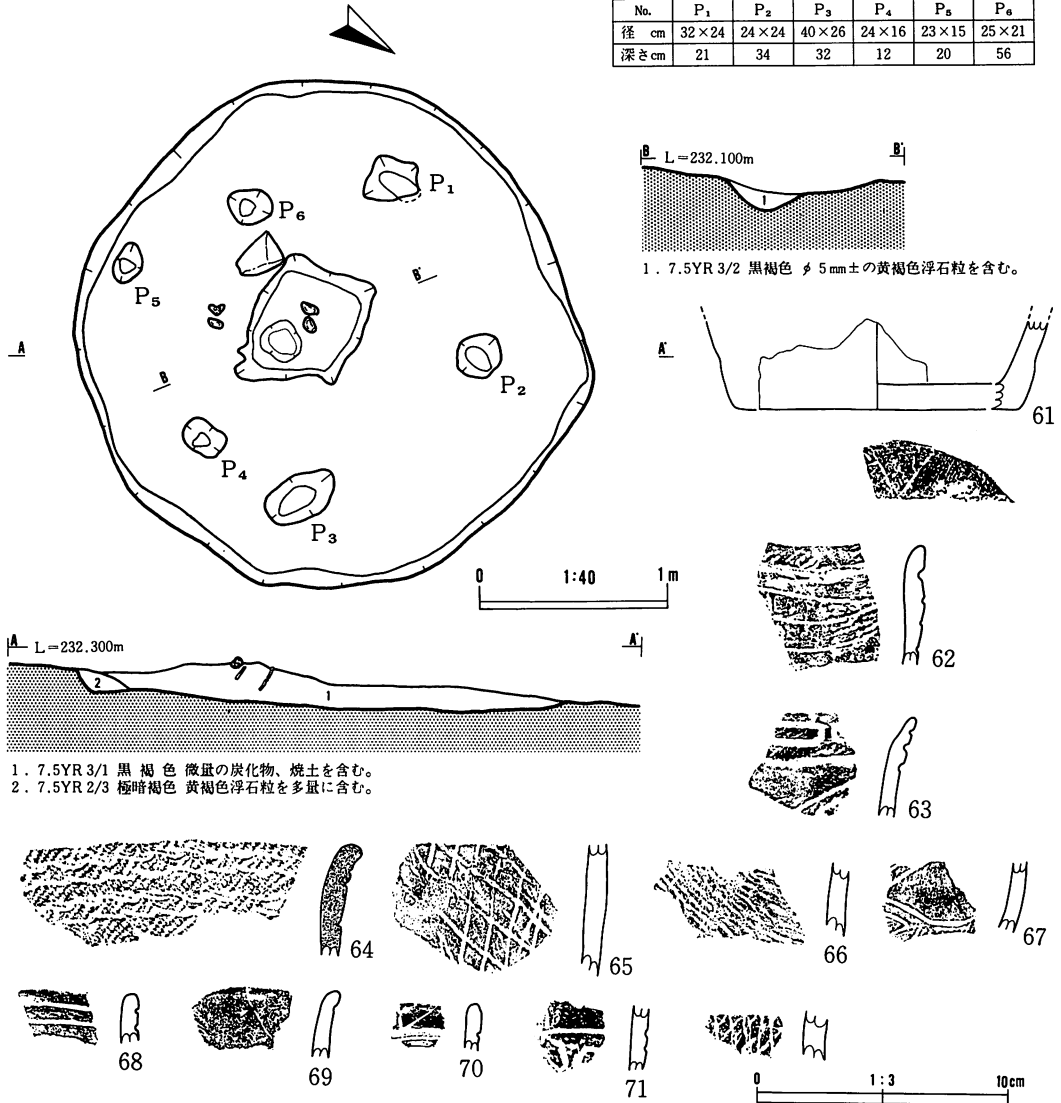 No. P₁ P₂ P₃ P₄ P₅ P₆
径 cm 32×24 24×24 40×26 24×16 23×15 25×21
深さcm 21 34 32 12 20 56
P₁
P₆
P₅
P₂
P₄
P₃
B'
B
A
A'
0 1:40 1m
B L=232.100m B'
1
1. 7.5YR 3/2 黒褐色 φ 5mm±の黄褐色浮石粒を含む。
A L=232.300m A'
2
1
1. 7.5YR 3/1 黒 褐 色 微量の炭化物、焼土を含む。
2. 7.5YR 2/3 極暗褐色 黄褐色浮石粒を多量に含む。
61
62
63
64
65
66
67
68
69
70
71
0 1:3 10cm